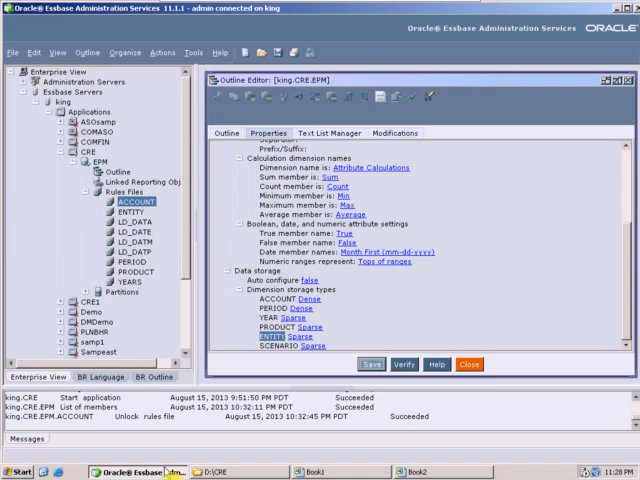 Oracle® Essbase Administration Services 11.1.1 - admin connected on king
Oracle® Essbase Administration Services ORACLE
File Edit View Outline Organize Actions Tools Help
Enterprise View
Administration Servers
Essbase Servers
king
Applications
ASOsamp
COMASO
COMFIN
CRE
EPM
Outline
Linked Reporting Obj
Rules Files
ACCOUNT
ENTITY
LD_DATA
LD_DATE
LD_DATM
LD_DATP
PERIOD
PRODUCT
YEARS
Partitions
CRE1
Demo
DMDemo
PLNBHR
samp1
Sampeast
Enterprise View BR Language BR Outline
Outline Editor: [king.CRE.EPM]
Outline Properties Text List Manager Modifications
Prefix/Suffix:
Calculation dimension names
Dimension name is: Attribute Calculations
Sum member is: Sum
Count member is: Count
Minimum member is: Min
Maximum member is: Max
Average member is: Average
Boolean, date, and numeric attribute settings
True member name: True
False member name: False
Date member names: Month First (mm-dd-yyyy)
Numeric ranges represent: Tops of ranges
Data storage
Auto configure false
Dimension storage types
ACCOUNT Dense
PERIOD Dense
YEAR Sparse
PRODUCT Sparse
ENTITY Sparse
SCENARIO Sparse
Save Verify Help Close
king.CRE Start application August 15, 2013 9:51:50 PM PDT Succeeded
king.CRE.EPM List of members August 15, 2013 10:32:11 PM PDT Succeeded
king.CRE.EPM.ACCOUNT Unlock rules file August 15, 2013 10:32:45 PM PDT Succeeded
Messages
Start Oracle® Essbase D:\CRE Book1 Book2 11:28 PM